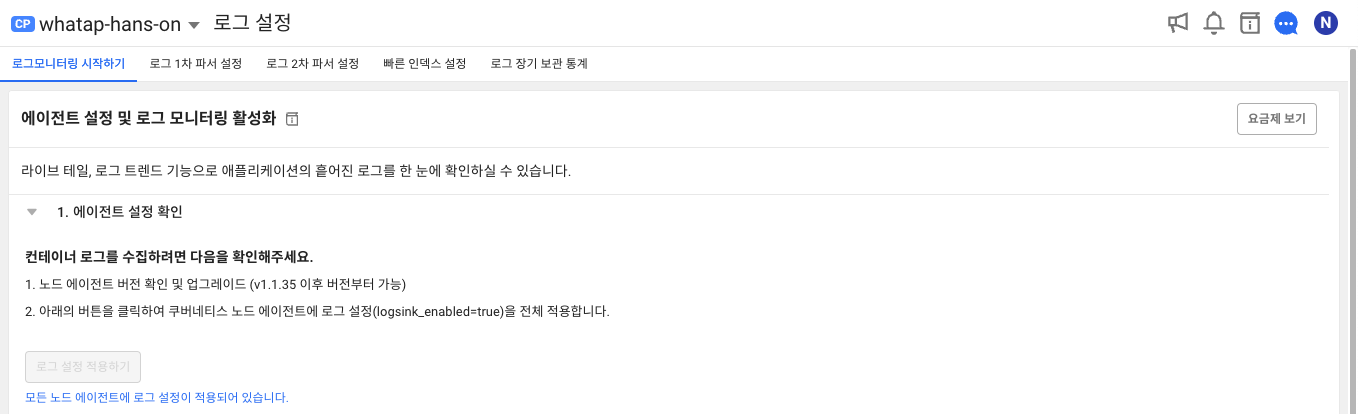 CP whatap-hans-on 로그 설정
N
로그모니터링 시작하기 로그 1차 파서 설정 로그 2차 파서 설정 빠른 인덱스 설정 로그 장기 보관 통계
에이전트 설정 및 로그 모니터링 활성화
요금제 보기
라이브 테일, 로그 트렌드 기능으로 애플리케이션의 흩어진 로그를 한 눈에 확인하실 수 있습니다.
1. 에이전트 설정 확인
컨테이너 로그를 수집하려면 다음을 확인해주세요.
1. 노드 에이전트 버전 확인 및 업그레이드 (v1.1.35 이후 버전부터 가능)
2. 아래의 버튼을 클릭하여 쿠버네티스 노드 에이전트에 로그 설정(logsink_enabled=true)을 전체 적용합니다.
로그 설정 적용하기
모든 노드 에이전트에 로그 설정이 적용되어 있습니다.